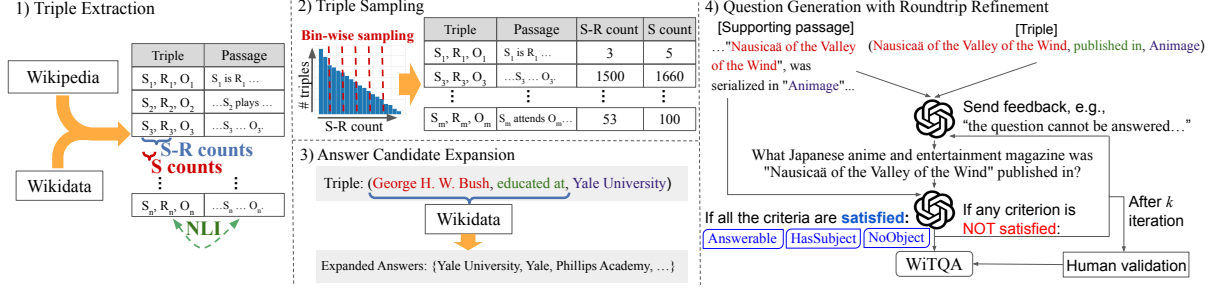 1) Triple Extraction
Wikipedia
Wikidata
Triple Passage
S1, R1, O1 S1 is R1 …
S2, R2, O2 …S2 plays …
S3, R3, O3 …S3 … O3.
S-R counts
S counts
Sn, Rn, On …Sn … On.
NLI
2) Triple Sampling
Bin-wise sampling
# triples
S-R count
Triple Passage S-R count S count
S1, R1, O1 S1 is R1 … 3 5
S3, R3, O3 …S3 … O3. 1500 1660
Sm, Rm, Om Sm attends Om… 53 100
3) Answer Candidate Expansion
Triple: (George H. W. Bush, educated at, Yale University)
Wikidata
Expanded Answers: {Yale University, Yale, Phillips Academy, …}
4) Question Generation with Roundtrip Refinement
[Supporting passage]
…"Nausicaä of the Valley
of the Wind", was
serialized in "Animage"...
[Triple]
(Nausicaä of the Valley of the Wind, published in, Animage)
Send feedback, e.g.,
"the question cannot be answered…"
What Japanese anime and entertainment magazine was
"Nausicaä of the Valley of the Wind" published in?
If all the criteria are satisfied:
Answerable HasSubject NoObject
If any criterion is
NOT satisfied:
After k
iteration
WiTQA
Human validation